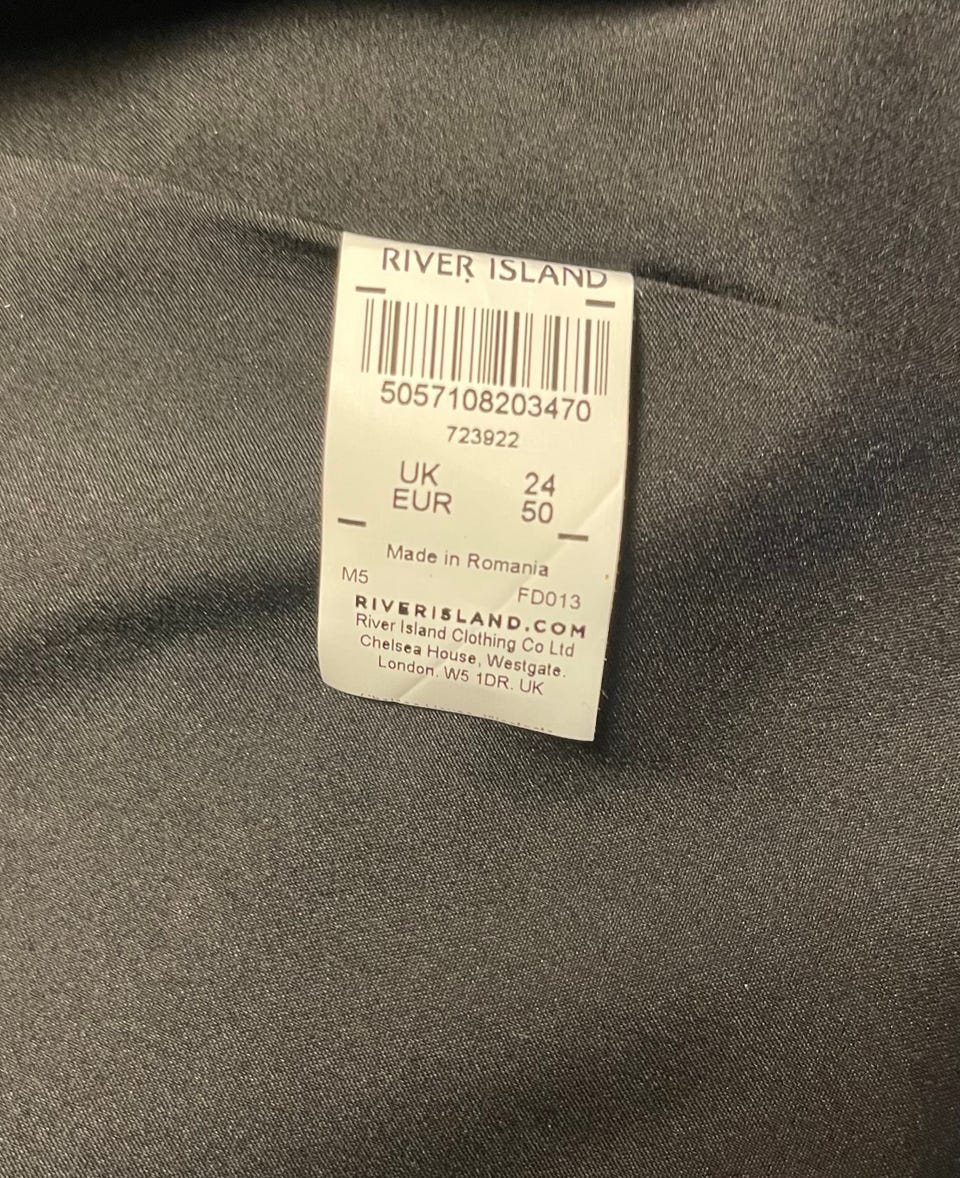 RIVER ISLAND
5057108203470
723922
UK 24
EUR 50
Made in Romania
M5 FD013
RIVERISLAND.COM
River Island Clothing Co Ltd
Chelsea House, Westgate.
London. W5 1DR. UK